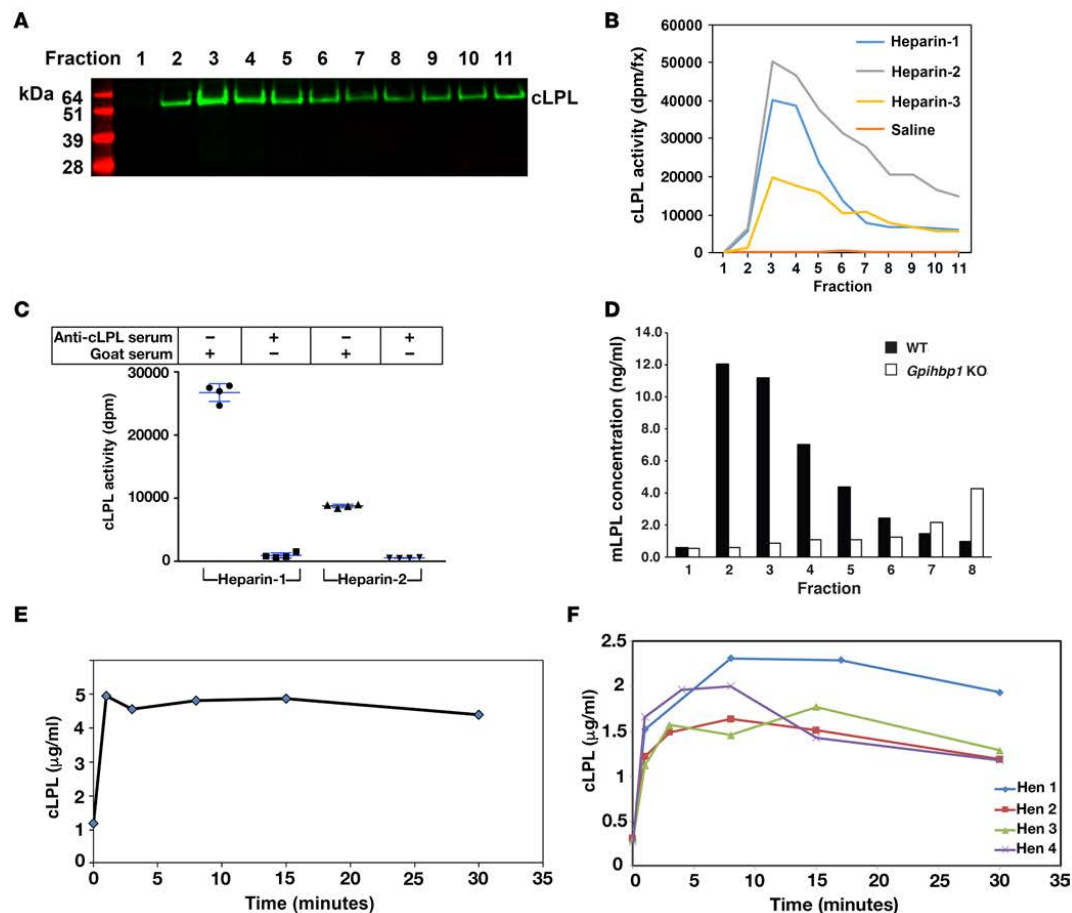 A
Fraction 1 2 3 4 5 6 7 8 9 10 11
kDa 64 cLPL
51
39
28
B
cLPL activity (dpm/fx)
60000
50000
40000
30000
20000
10000
0
Heparin-1
Heparin-2
Heparin-3
Saline
1 2 3 4 5 6 7 8 9 10 11
Fraction
C
Anti-cLPL serum − + − +
Goat serum + − + −
cLPL activity (dpm)
30000
20000
10000
0
Heparin-1 Heparin-2
D
mLPL concentration (ng/ml)
14.0
12.0
10.0
8.0
6.0
4.0
2.0
0.0
WT
Gpihbp1 KO
1 2 3 4 5 6 7 8
Fraction
E
cLPL (μg/ml)
5
4
3
2
1
0
0 5 10 15 20 25 30 35
Time (minutes)
F
cLPL (μg/ml)
2.5
2
1.5
1
0.5
0
Hen 1
Hen 2
Hen 3
Hen 4
0 5 10 15 20 25 30 35
Time (minutes)